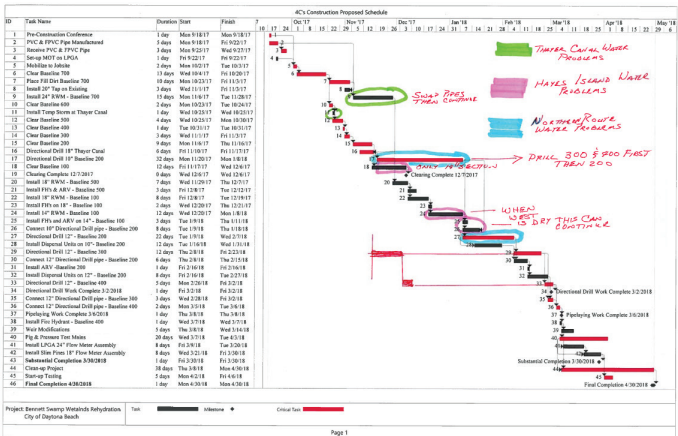 4C's Construction Proposed Schedule
ID Task Name Duration Start Finish
7 Oct '17 Nov '17 Dec '17 Jan '18 Feb '18 Mar '18 Apr '18 May '18
1 Pre-Construction Conference 1 day Mon 9/18/17 Mon 9/18/17
2 PVC & FPVC Pipe Manufactured 5 days Mon 9/18/17 Fri 9/22/17
3 Receive PVC & FPVC Pipe 3 days Mon 9/25/17 Wed 9/27/17
4 Set-up MOT on LPGA 1 day Fri 9/22/17 Fri 9/22/17
5 Mobilize to Jobsite 2 days Mon 10/2/17 Tue 10/3/17
6 Clear Baseline 700 13 days Wed 10/4/17 Fri 10/20/17
7 Place Fill Dirt Baseline 700 10 days Mon 10/23/17 Fri 11/3/17
8 Install 20" Tap on Existing 3 days Wed 11/1/17 Fri 11/3/17
9 Install 24" RWM - Baseline 700 15 days Mon 11/6/17 Tue 11/28/17
10 Clear Baseline 600 2 days Mon 10/23/17 Tue 10/24/17
11 Install Temp Storm at Thayer Canal 1 day Wed 10/25/17 Wed 10/25/17
12 Clear Baseline 500 4 days Wed 10/25/17 Mon 10/30/17
13 Clear Baseline 400 1 day Tue 10/31/17 Tue 10/31/17
14 Clear Baseline 300 3 days Wed 11/1/17 Fri 11/3/17
15 Clear Baseline 200 9 days Mon 11/6/17 Thu 11/16/17
16 Directional Drill 18" Thayer Canal 6 days Fri 11/10/17 Fri 11/17/17
17 Directional Drill 10" Baseline 200 32 days Mon 11/20/17 Mon 1/8/18
18 Clear Baseline 100 12 days Fri 11/17/17 Wed 12/6/17
19 Clearing Complete 12/7/2017 0 days Wed 12/6/17 Wed 12/6/17
20 Install 18" RWM - Baseline 500 7 days Wed 11/29/17 Thu 12/7/17
21 Install FHs & ARV - Baseline 500 3 days Fri 12/8/17 Tue 12/12/17
22 Install 18" RWM - Baseline 100 8 days Fri 12/8/17 Tue 12/19/17
23 Install FHs on 18" - Baseline 100 2 days Wed 12/20/17 Thu 12/21/17
24 Install 14" RWM - Baseline 100 12 days Wed 12/20/17 Mon 1/8/18
25 Install FH's and ARV on 14" - Baseline 100 3 days Tue 1/9/18 Thu 1/11/18
26 Connect 10" Directional Drill pipe - Baseline 200 8 days Tue 1/9/18 Thu 1/18/18
27 Directional Drill 12" - Baseline 200 22 days Tue 1/9/18 Wed 2/7/18
28 Install Dispersal Units on 10"- Baseline 200 12 days Tue 1/16/18 Wed 1/31/18
29 Directional Drill 12" - Baseline 300 12 days Thu 2/8/18 Fri 2/23/18
30 Connect 12" Directional Drill pipe - Baseline 200 6 days Thu 2/8/18 Thu 2/15/18
31 Install ARV -Baseline 200 1 day Fri 2/16/18 Fri 2/16/18
32 Install Dispersal Units on 12" - Baseline 200 8 days Fri 2/16/18 Tue 2/27/18
33 Directional Drill 12" - Baseline 400 5 days Mon 2/26/18 Fri 3/2/18
34 Directional Drill Work Complete 3/2/2018 1 day Fri 3/2/18 Fri 3/2/18
35 Connect 12" Directional Drill pipe - Baseline 300 3 days Wed 2/28/18 Fri 3/2/18
36 Connect 12" Directional Drill pipe - Baseline 400 2 days Mon 3/5/18 Tue 3/6/18
37 Pipelaying Work Complete 3/6/2018 1 day Thu 3/8/18 Thu 3/8/18
38 Install Fire Hydrant - Baseline 400 1 day Wed 3/7/18 Wed 3/7/18
39 Weir Modifications 5 days Thu 3/8/18 Wed 3/14/18
40 Pig & Pressure Test Mains 20 days Wed 3/7/18 Tue 4/3/18
41 Install LPGA 24" Flow Meter Assembly 8 days Fri 3/9/18 Tue 3/20/18
42 Install Slim Pines 18" Flow Meter Assembly 8 days Wed 3/21/18 Fri 3/30/18
43 Substantial Completion 3/30/2018 1 day Fri 3/30/18 Fri 3/30/18
44 Clean-up Project 38 days Thu 3/8/18 Mon 4/30/18
45 Start-up Testing 5 days Mon 4/2/18 Fri 4/6/18
46 Final Completion 4/30/2018 1 day Mon 4/30/18 Mon 4/30/18
THAYER CANAL WATER
PROBLEMS
HAYES ISLAND WATER
PROBLEMS
NORTHERN ROUTE
WATER PROBLEMS
SWAP PIPES
THEN CONTINUE
DRILL 300 & 400 FIRST
THEN 200
Clearing Complete 12/7/2017
WHEN
WEST
IS DRY THIS CAN
CONTINUE
Directional Drill Work Complete 3/2/2018
Pipelaying Work Complete 3/6/2018
Substantial Completion 3/30/2018
Final Completion 4/30/2018
Project: Bennett Swamp Wetlands Rehydration
City of Daytona Beach
Task Milestone Critical Task
Page 1